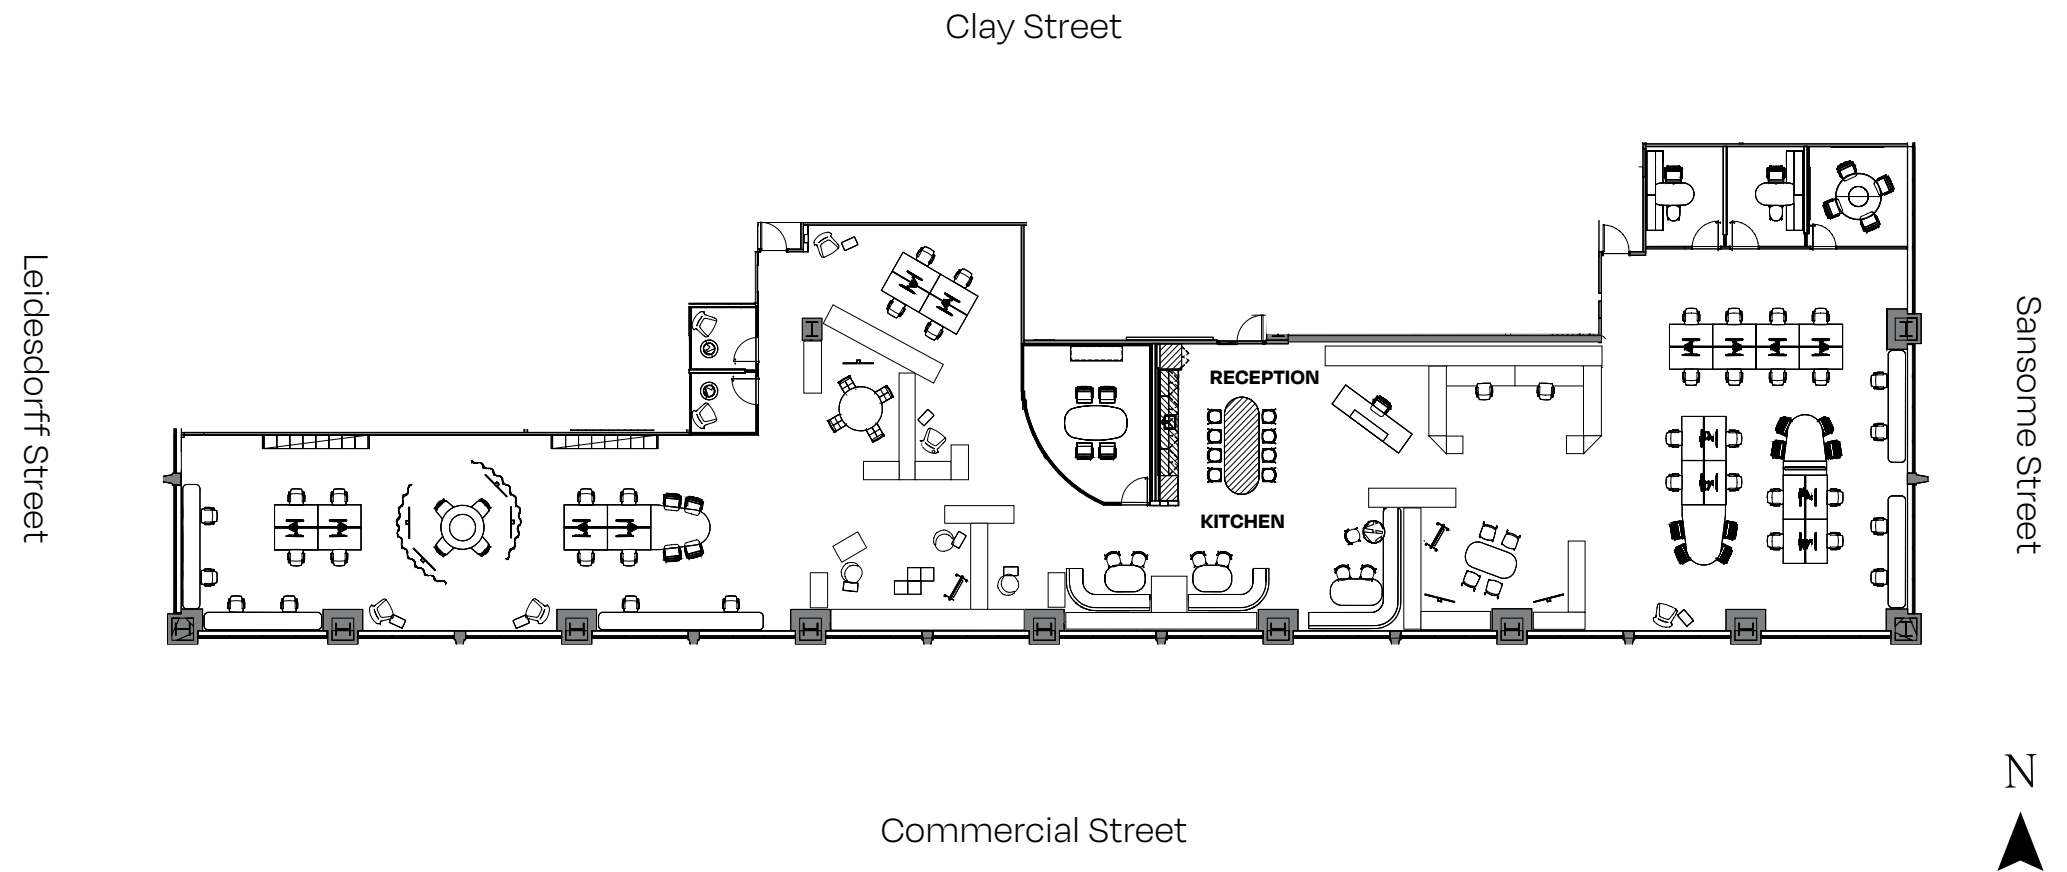 Clay Street
Leidesdorff Street
Sansome Street
RECEPTION
KITCHEN
N
Commercial Street